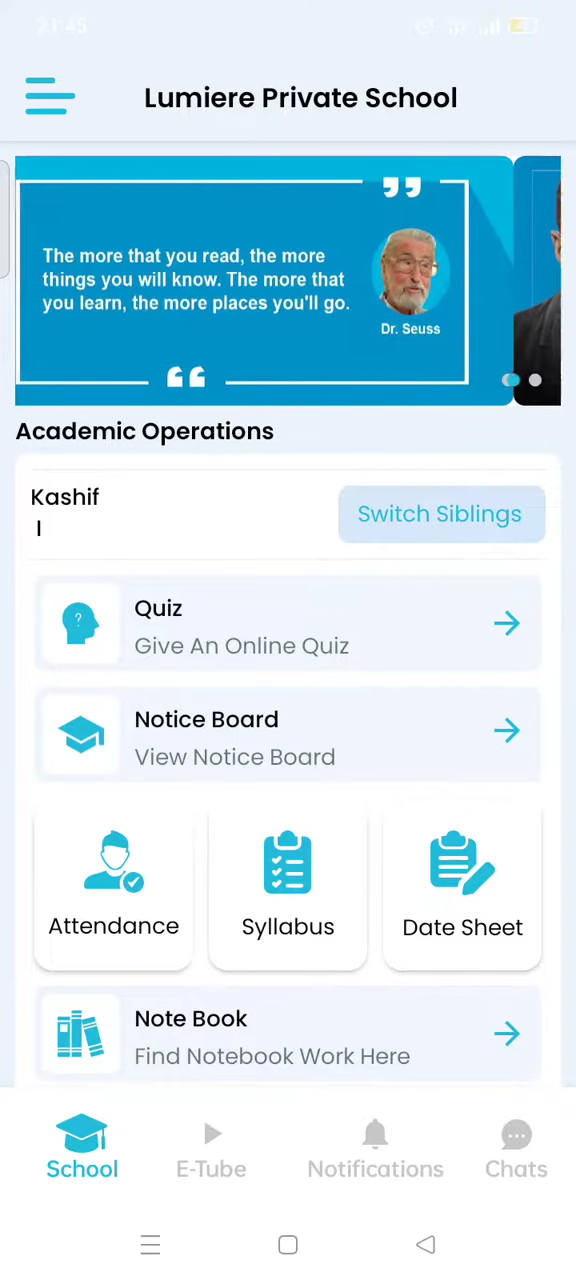 23:45
Lumiere Private School
The more that you read, the more
things you will know. The more that
you learn, the more places you'll go.
Dr. Seuss
Academic Operations
Kashif
I
Switch Siblings
Quiz
Give An Online Quiz
Notice Board
View Notice Board
Attendance
Syllabus
Date Sheet
Note Book
Find Notebook Work Here
School
E-Tube
Notifications
Chats